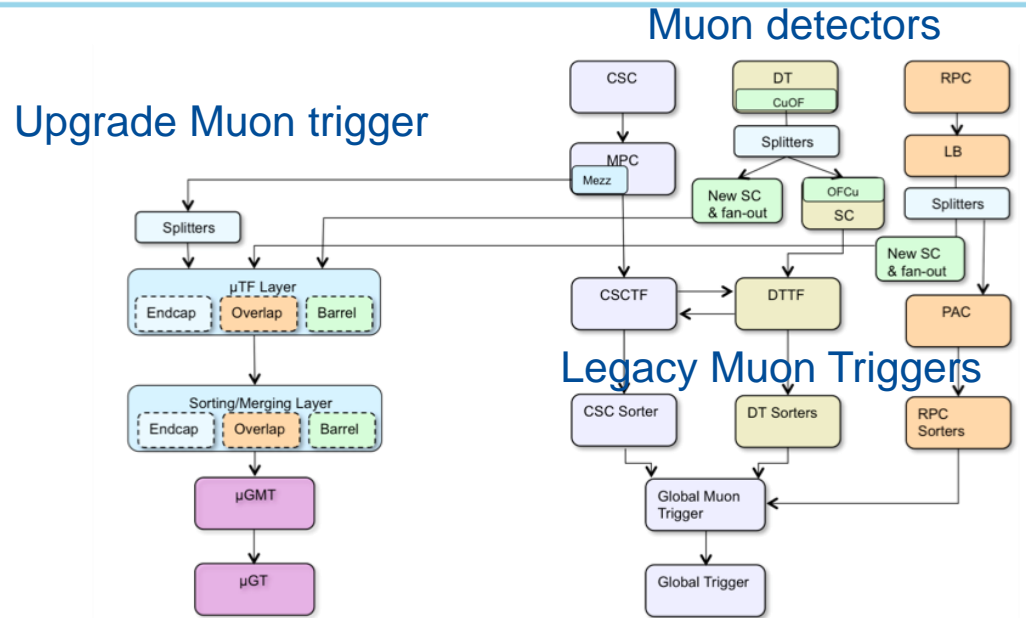 Muon detectors
Upgrade Muon trigger
CSC
DT
CuOF
RPC
Splitters
LB
MPC
Mezz
New SC
& fan-out
OFCu
SC
Splitters
Splitters
New SC
& fan-out
µTF Layer
Endcap
Overlap
Barrel
CSCTF
DTTF
PAC
Legacy Muon Triggers
Sorting/Merging Layer
Endcap
Overlap
Barrel
CSC Sorter
DT Sorters
RPC
Sorters
µGMT
Global Muon
Trigger
µGT
Global Trigger